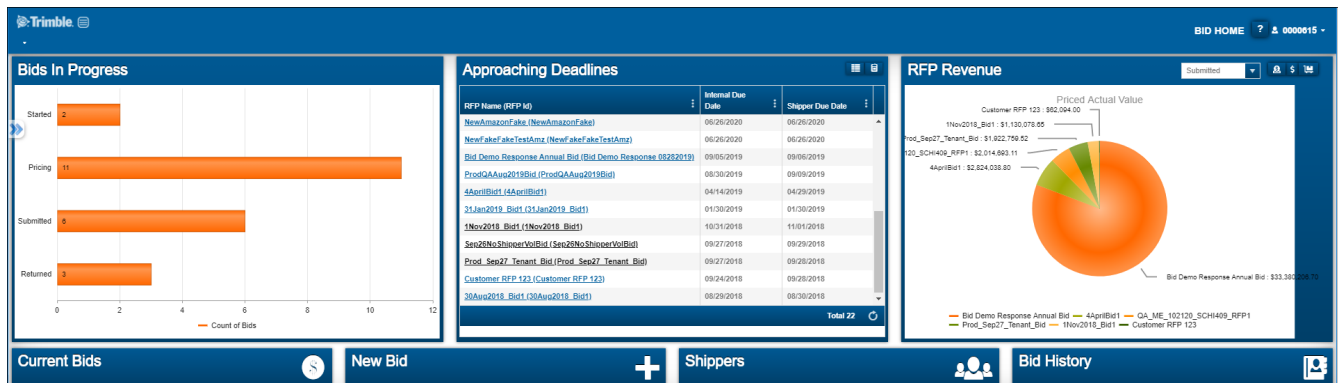 Trimble
BID HOME ? 0000615
Bids In Progress
Started 2
Pricing 11
Submitted 6
Returned 3
0 2 4 6 8 10 12
Count of Bids
Approaching Deadlines
RFP Name (RFP Id) Internal Due Date Shipper Due Date
NewAmazonFake (NewAmazonFake) 06/26/2020 06/26/2020
NewFakeFakeTestAmz (NewFakeFakeTestAmz) 06/26/2020 06/26/2020
Bid Demo Response Annual Bid (Bid Demo Response 08282019) 09/05/2019 09/06/2019
ProdQAAug2019Bid (ProdQAAug2019Bid) 08/30/2019 09/09/2019
4AprilBid1 (4AprilBid1) 04/14/2019 04/29/2019
31Jan2019_Bid1 (31Jan2019_Bid1) 01/30/2019 01/30/2019
1Nov2018_Bid1 (1Nov2018_Bid1) 10/31/2018 11/01/2018
Sep26NoShipperVolBid (Sep26NoShipperVolBid) 09/27/2018 09/29/2018
Prod_Sep27_Tenant_Bid (Prod_Sep27_Tenant_Bid) 09/27/2018 09/28/2018
Customer RFP 123 (Customer RFP 123) 09/24/2018 09/28/2018
30Aug2018_Bid1 (30Aug2018_Bid1) 08/29/2018 08/30/2018
Total 22
RFP Revenue
Submitted
$
Priced Actual Value
Customer RFP 123 : $62,094.00
1Nov2018_Bid1 : $1,130,078.65
Prod_Sep27_Tenant_Bid : $1,922,759.52
120_SCHI409_RFP1 : $2,014,693.11
4AprilBid1 : $2,824,038.80
Bid Demo Response Annual Bid : $33,380,206.70
Bid Demo Response Annual Bid 4AprilBid1 QA_ME_102120_SCHI409_RFP1
Prod_Sep27_Tenant_Bid 1Nov2018_Bid1 Customer RFP 123
Current Bids $
New Bid
Shippers
Bid History